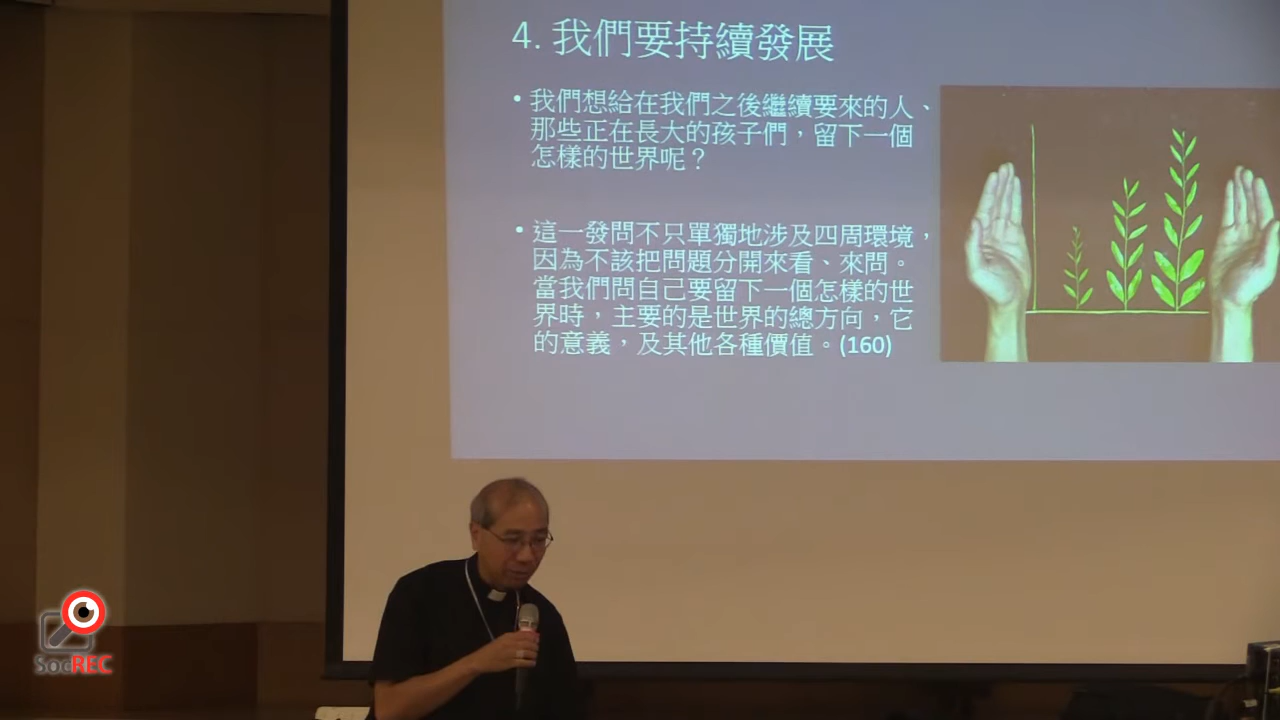 4. 我們要持續發展
• 我們想給在我們之後繼續要來的人、
那些正在長大的孩子們，留下一個
怎樣的世界呢？
• 這一發問不只單獨地涉及四周環境，
因為不該把問題分開來看、來問。
當我們問自己要留下一個怎樣的世
界時，主要的是世界的總方向，它
的意義，及其他各種價值。(160)
SocREC